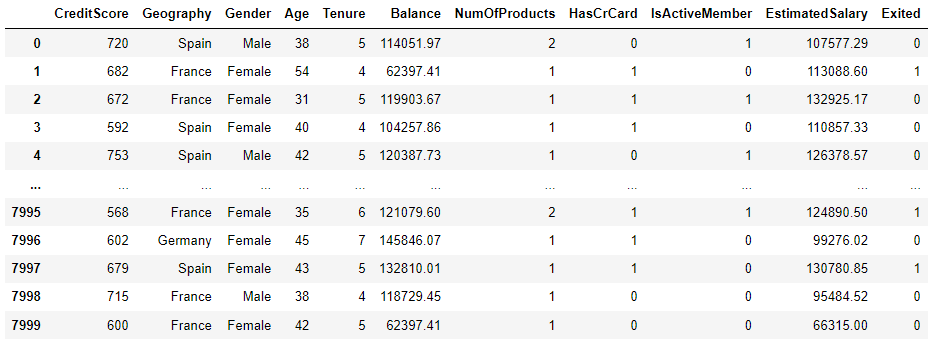 CreditScore Geography Gender Age Tenure Balance NumOfProducts HasCrCard IsActiveMember EstimatedSalary Exited
0 720 Spain Male 38 5 114051.97 2 0 1 107577.29 0
1 682 France Female 54 4 62397.41 1 1 0 113088.60 1
2 672 France Female 31 5 119903.67 1 1 1 132925.17 0
3 592 Spain Female 40 4 104257.86 1 1 0 110857.33 0
4 753 Spain Male 42 5 120387.73 1 0 1 126378.57 0
... ... ... ... ... ... ... ... ... ... ... ...
7995 568 France Female 35 6 121079.60 2 1 1 124890.50 1
7996 602 Germany Female 45 7 145846.07 1 1 0 99276.02 0
7997 679 Spain Female 43 5 132810.01 1 1 0 130780.85 1
7998 715 France Male 38 4 118729.45 1 0 0 95484.52 0
7999 600 France Female 42 5 62397.41 1 0 0 66315.00 0